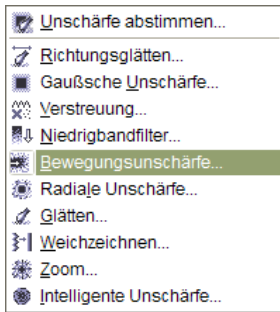 Unschärfe abstimmen...
Richtungsglätten...
Gaußsche Unschärfe...
Verstreuung...
Niedrigbandfilter...
Bewegungsunschärfe...
Radiale Unschärfe...
Glätten...
Weichzeichnen...
Zoom...
Intelligente Unschärfe...